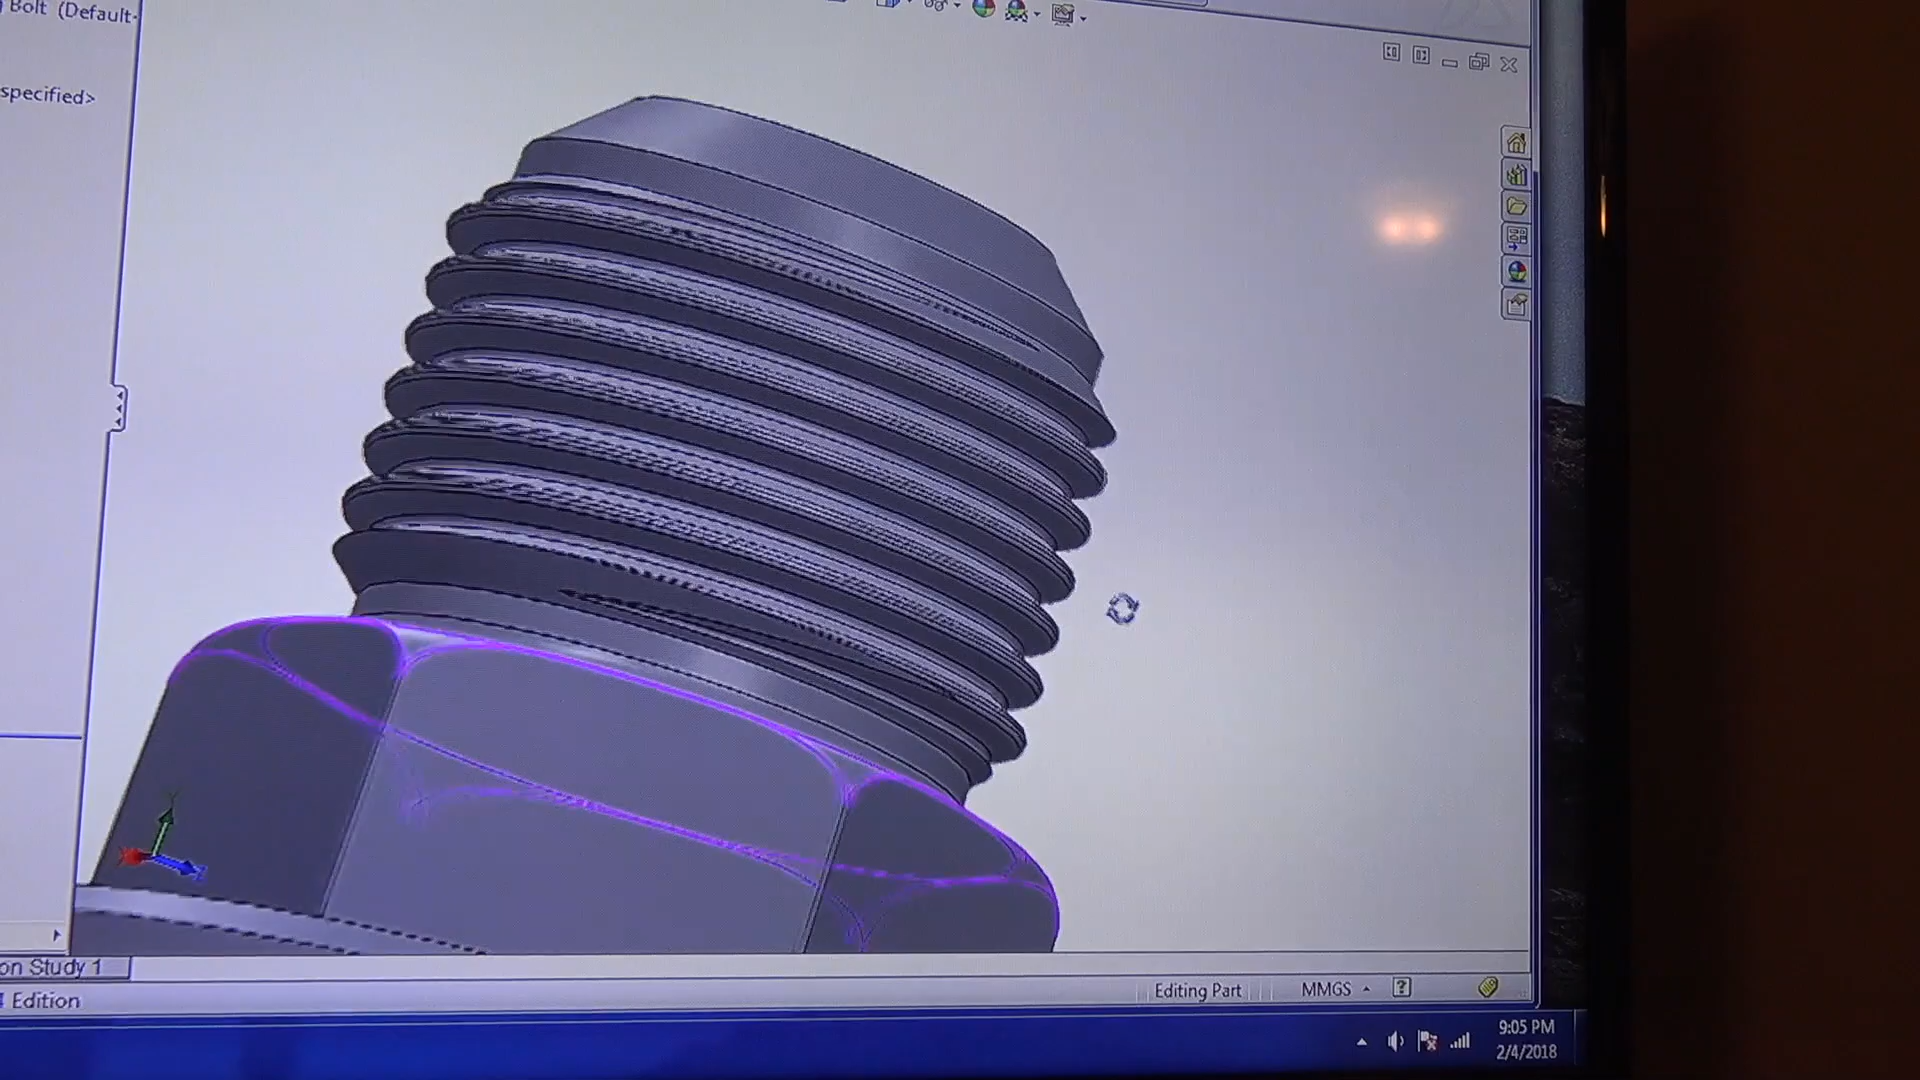 Bolt (Default-
specified>
on Study 1
Edition
Editing Part
MMGS
?
9:05 PM
2/4/2018